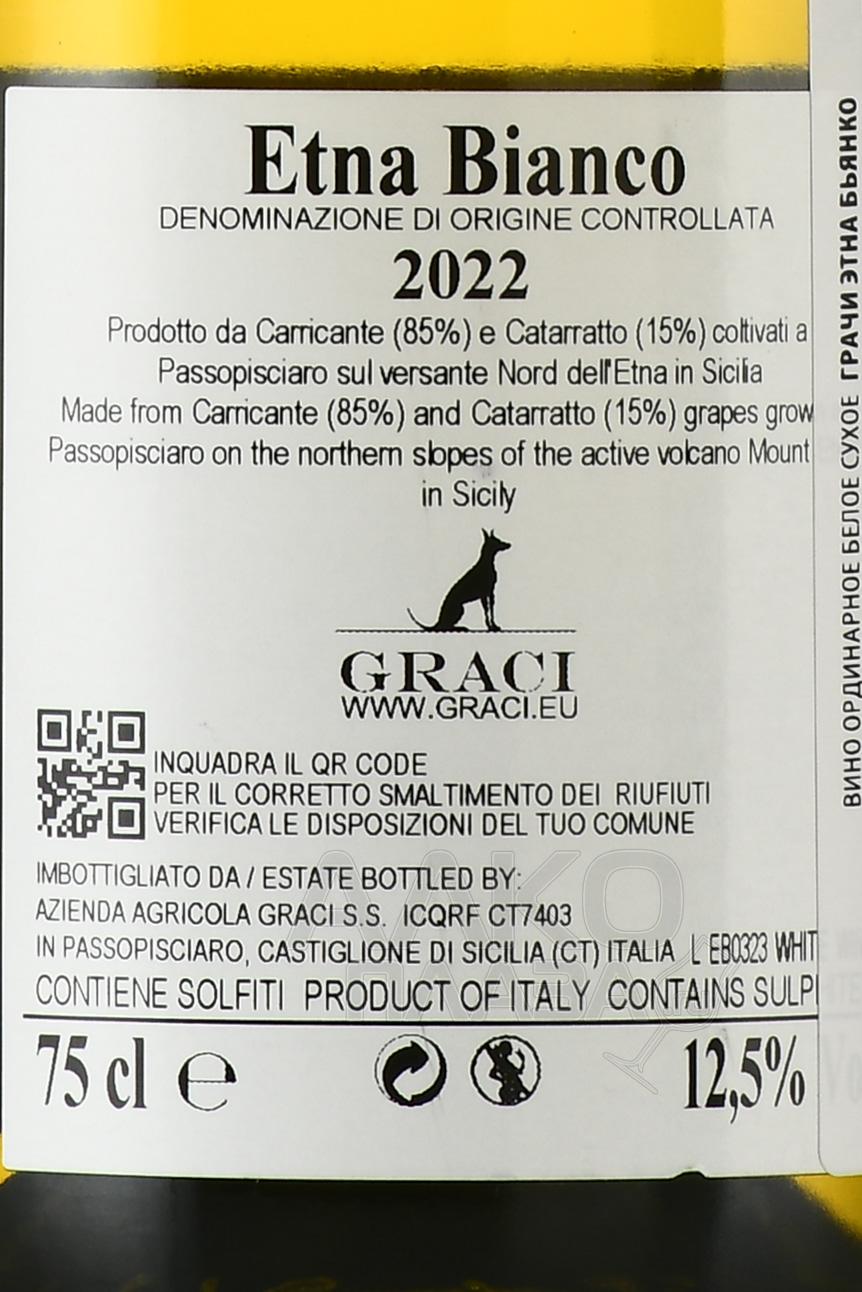 Etna Bianco
DENOMINAZIONE DI ORIGINE CONTROLLATA
2022
Prodotto da Carricante (85%) e Catarratto (15%) coltivati a
Passopisciaro sul versante Nord dell'Etna in Sicilia
Made from Carricante (85%) and Catarratto (15%) grapes grow
Passopisciaro on the northern slopes of the active volcano Mount
in Sicily
GRACI
WWW.GRACI.EU
INQUADRA IL QR CODE
PER IL CORRETTO SMALTIMENTO DEI RIUFIUTI
VERIFICA LE DISPOSIZIONI DEL TUO COMUNE
IMBOTTIGLIATO DA / ESTATE BOTTLED BY:
AZIENDA AGRICOLA GRACI S.S. ICQRF CT7403
IN PASSOPISCIARO, CASTIGLIONE DI SICILIA (CT) ITALIA L EB0323 WHIT
CONTIENE SOLFITI PRODUCT OF ITALY CONTAINS SULP
75 cl e
12,5%
ВИНО ОРДИНАРНОЕ БЕЛОЕ СУХОЕ ГРАЧИ ЭТНА БЬЯНКО